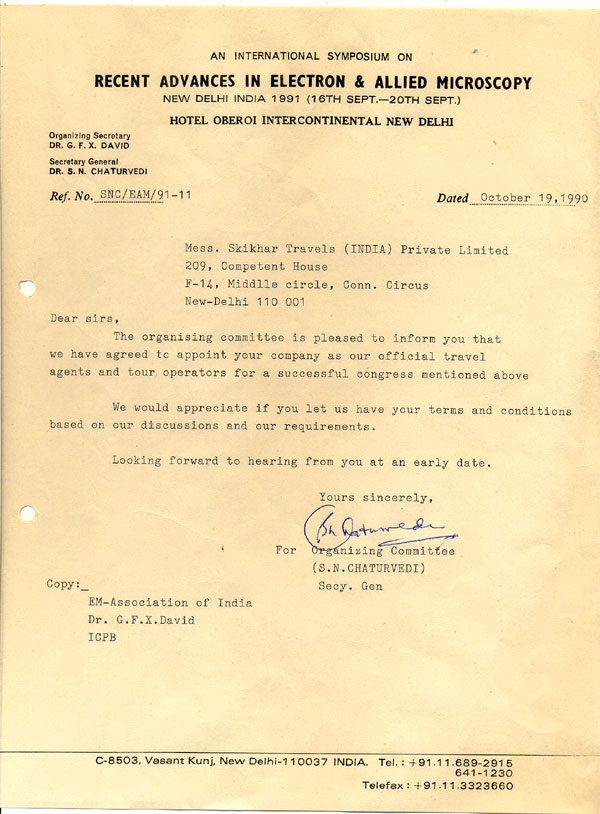 AN INTERNATIONAL SYMPOSIUM ON
RECENT ADVANCES IN ELECTRON & ALLIED MICROSCOPY
NEW DELHI INDIA 1991 (16TH SEPT.—20TH SEPT.)
HOTEL OBEROI INTERCONTINENTAL NEW DELHI
Organizing Secretary
DR. G. F. X. DAVID
Secretary General
DR. S. N. CHATURVEDI
Ref. No. SNC/EAM/91-11
Dated October 19,1990
Mess. Skikhar Travels (INDIA) Private Limited
209, Competent House
F-14, Middlle circle, Conn. Circus
New-Delhi 110 001
Dear sirs,
The organising committee is pleased to inform you that
we have agreed to appoint your company as our official travel
agents and tour operators for a successful congress mentioned above
We would appreciate if you let us have your terms and conditions
based on our discussions and our requirements.
Looking forward to hearing from you at an early date.
Yours sincerely,
SN Chaturvedi
For Organizing Committee
(S.N.CHATURVEDI)
Secy. Gen
Copy:_
EM-Association of India
Dr. G.F.X.David
ICPB
C-8503, Vasant Kunj, New Delhi-110037 INDIA. Tel. : +91.11.689-2915
641-1230
Telefax : +91.11.3323660